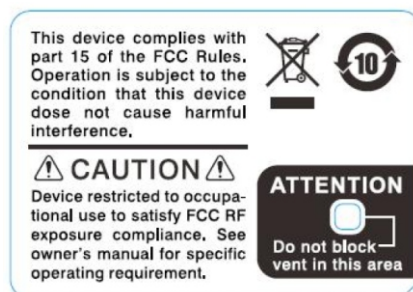 This device complies with
part 15 of the FCC Rules.
Operation is subject to the
condition that this device
dose not cause harmful
interference.
10
CAUTION
Device restricted to occupa-
tional use to satisfy FCC RF
exposure compliance. See
owner's manual for specific
operating requirement.
ATTENTION
Do not block
vent in this area